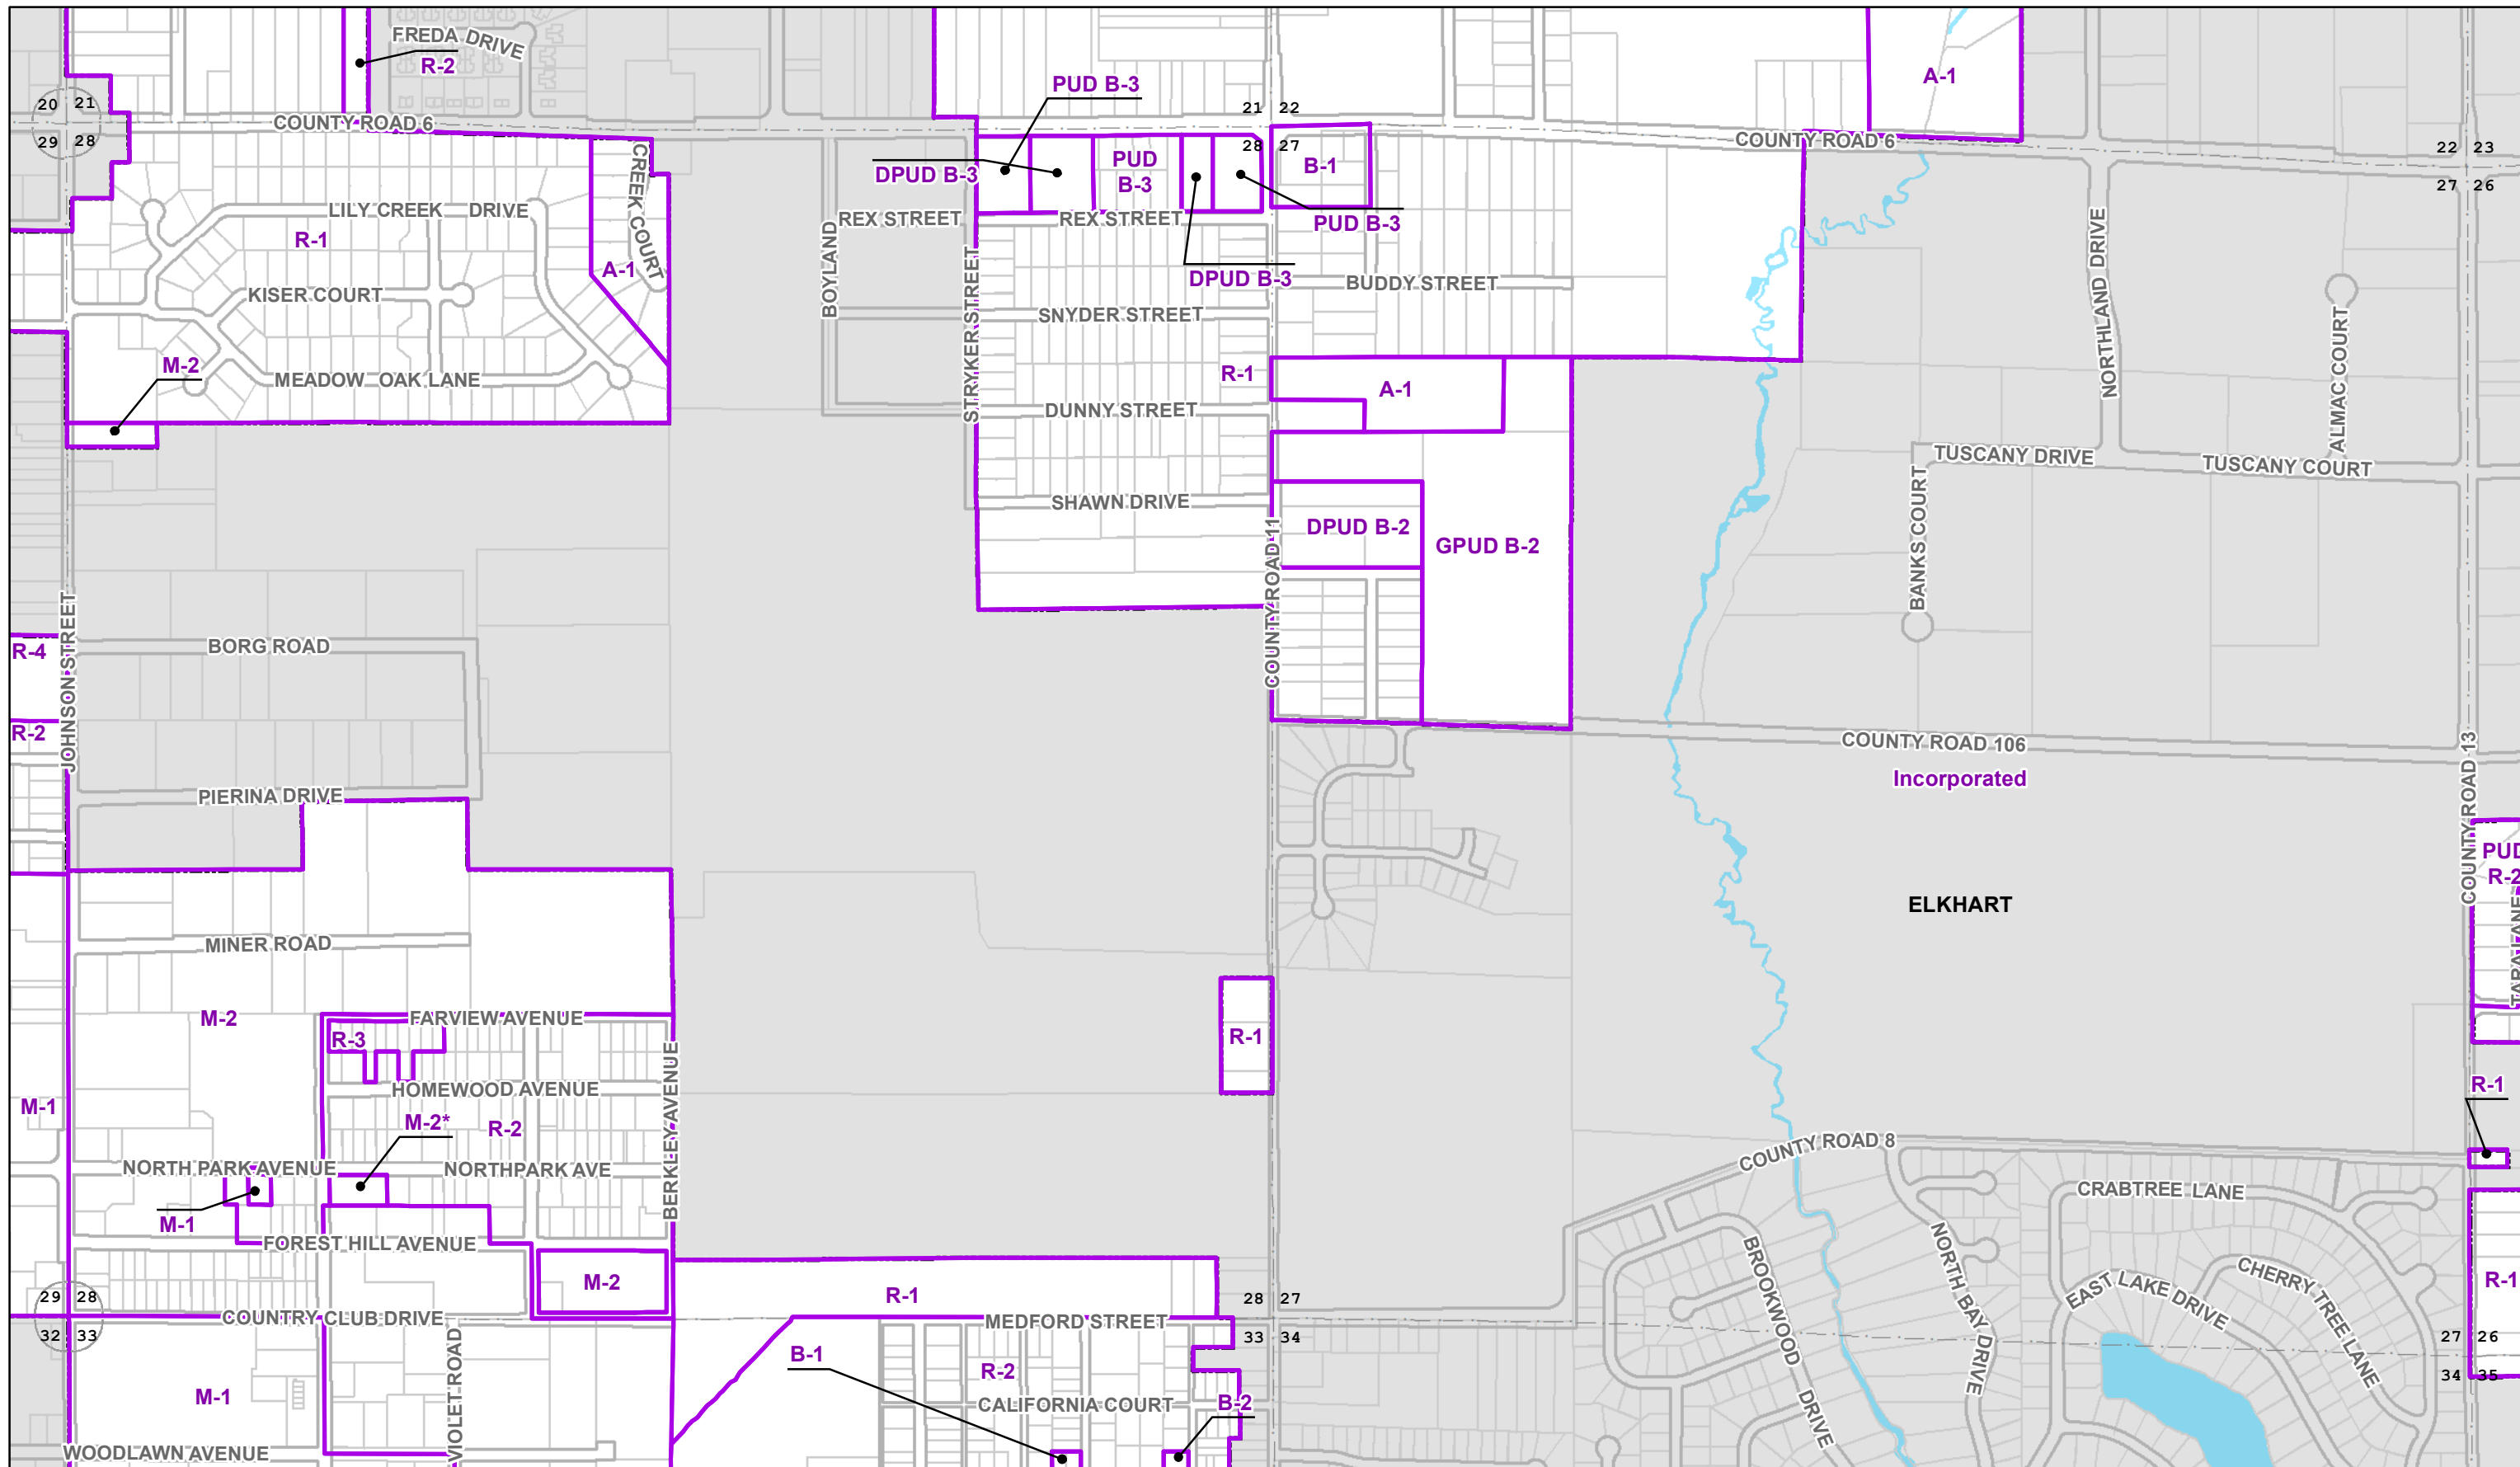 FREDA DRIVE
R-2
PUD B-3
A-1
20 21
29 28
21 22
28 27
22 23
27 26
COUNTY ROAD 6
COUNTY ROAD 6
DPUD B-3
PUD
B-3
B-1
PUD B-3
DPUD B-3
CREEK COURT
LILY CREEK DRIVE
R-1
A-1
KISER COURT
MEADOW OAK LANE
M-2
BOYLAND
REX STREET
REX STREET
STRYKER STREET
SNYDER STREET
BUDDY STREET
R-1
A-1
DUNNY STREET
SHAWN DRIVE
DPUD B-2
GPUD B-2
COUNTY ROAD 11
NORTHLAND DRIVE
ALMAC COURT
TUSCANY DRIVE
TUSCANY COURT
BANKS COURT
JOHNSON STREET
BORG ROAD
R-4
R-2
PIERINA DRIVE
COUNTY ROAD 106
Incorporated
ELKHART
COUNTY ROAD 13
PUD
R-2
TARA LANE
MINER ROAD
M-2
FARVIEW AVENUE
R-3
R-1
R-1
HOMEWOOD AVENUE
M-1
M-2*
R-2
BERKLEY AVENUE
NORTH PARK AVENUE
NORTHPARK AVE
M-1
FOREST HILL AVENUE
M-2
R-1
COUNTY ROAD 8
CRABTREE LANE
BROOKWOOD DRIVE
NORTH BAY DRIVE
EAST LAKE DRIVE
CHERRY TREE LANE
R-1
29 28
32 33
28 27
33 34
27 26
34 35
COUNTRY CLUB DRIVE
MEDFORD STREET
B-1
R-2
CALIFORNIA COURT
B-2
M-1
VIOLET ROAD
WOODLAWN AVENUE